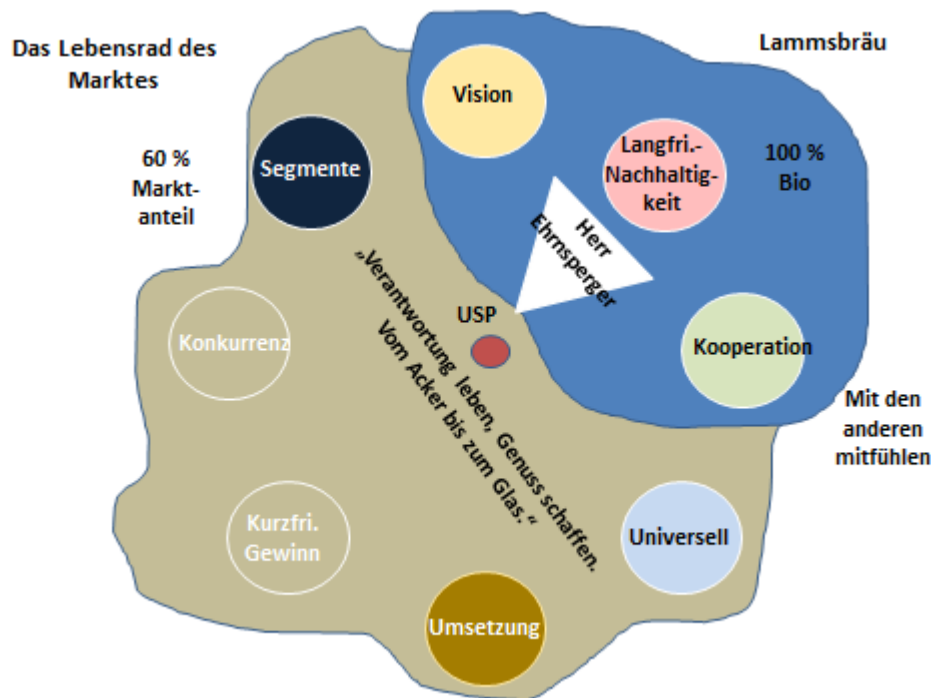 Das Lebensrad des
Marktes
Lammsbräu
Vision
Segmente
60 %
Markt-
anteil
Langfri.-
Nachhaltig-
keit
100 %
Bio
Herr
Ehrnsperger
USP
Konkurrenz
Kooperation
„Verantwortung leben, Genuss schaffen.
Vom Acker bis zum Glas.“
Mit den
anderen
mitfühlen
Kurzfri.
Gewinn
Universell
Umsetzung